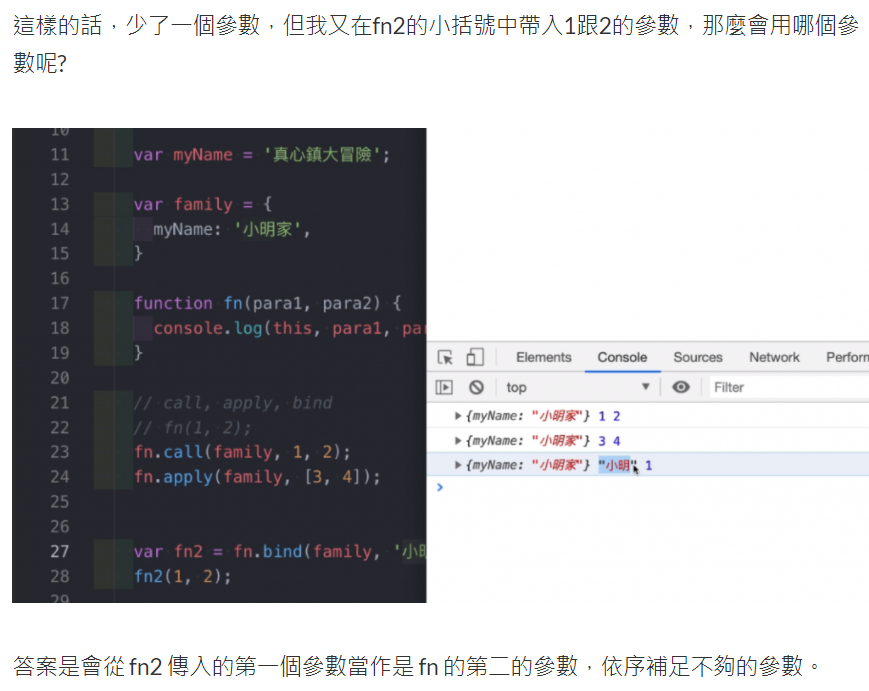 這樣的話，少了一個參數，但我又在fn2的小括號中帶入1跟2的參數，那麼會用哪個參
數呢?
10
11 var myName = '真心鎮大冒險';
12
13 var family = {
14 myName: '小明家',
15 }
16
17 function fn(para1, para2) {
18 console.log(this, para1, pa
19 }
20
21 // call, apply, bind
22 // fn(1, 2);
23 fn.call(family, 1, 2);
24 fn.apply(family, [3, 4]);
25
26
27 var fn2 = fn.bind(family, '小明
28 fn2(1, 2);
29
Elements Console Sources Network Perforn
top Filter
{myName: "小明家"} 1 2
{myName: "小明家"} 3 4
{myName: "小明家"} "小明" 1
答案是會從 fn2 傳入的第一個參數當作是 fn 的第二的參數，依序補足不夠的參數。